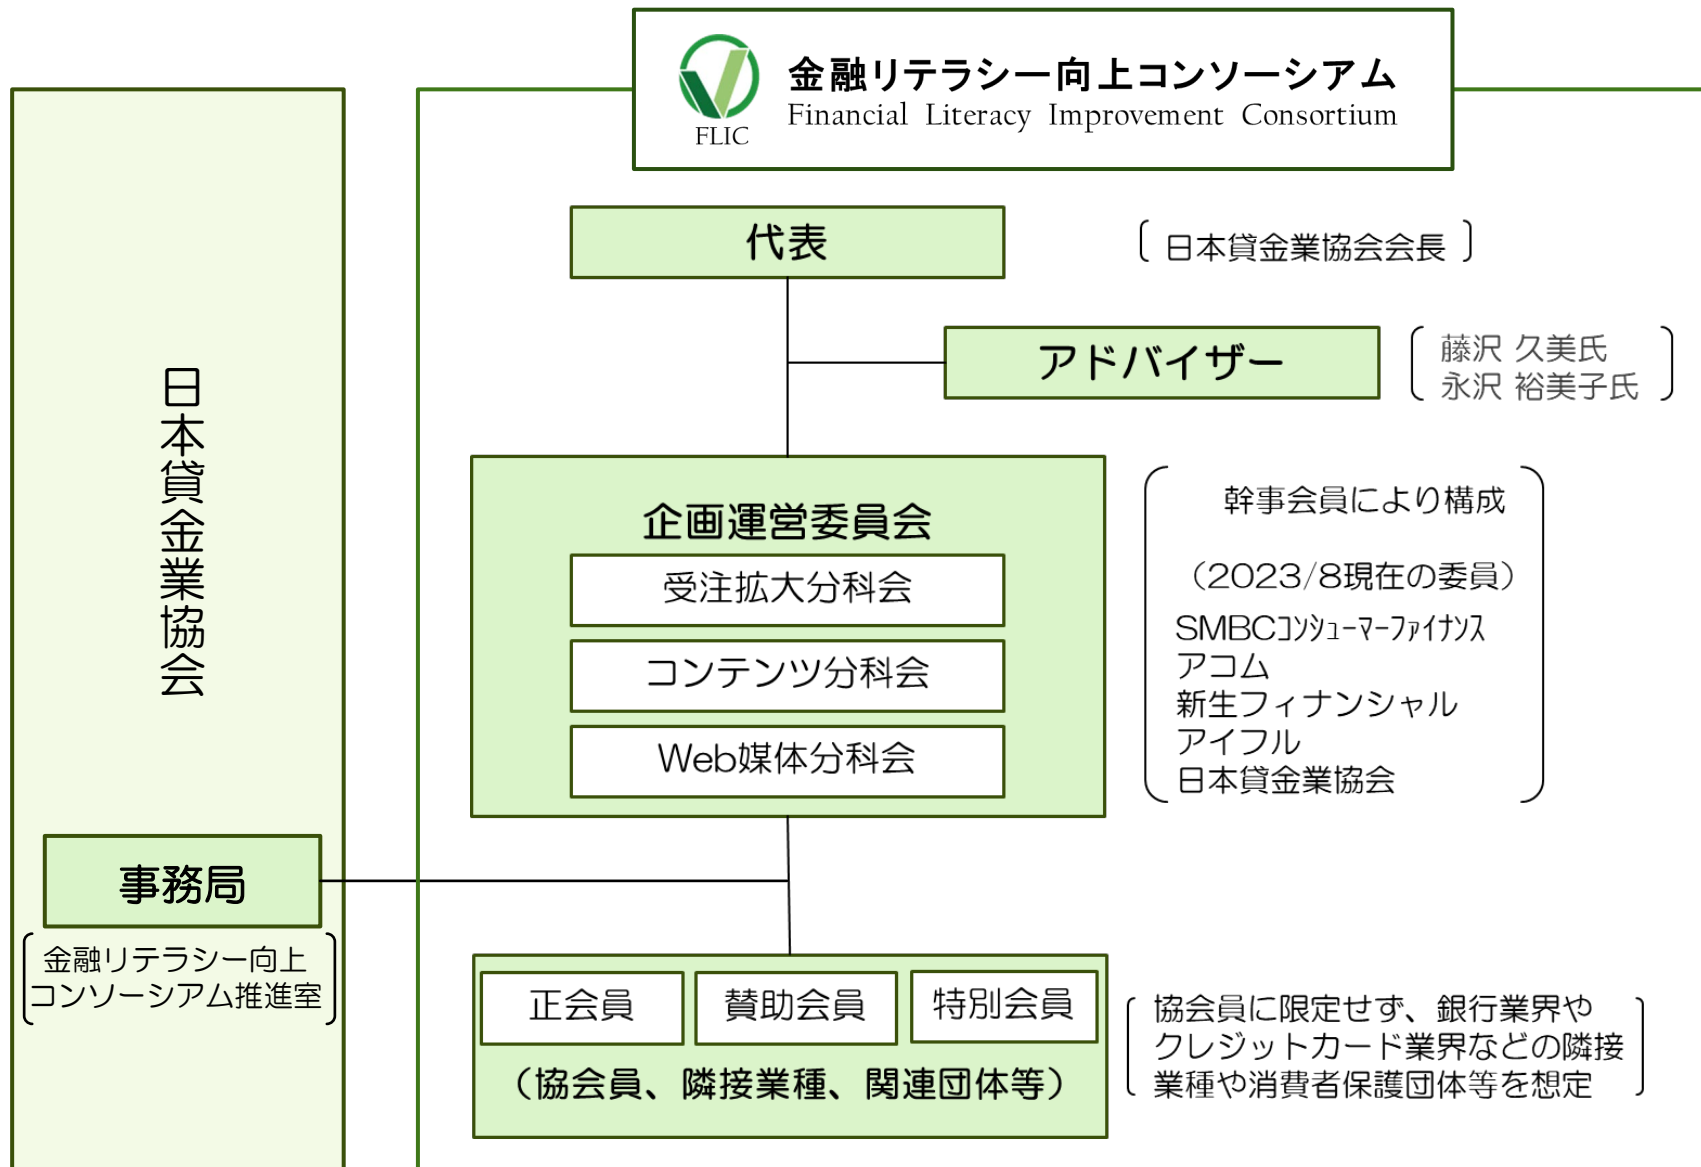 金融リテラシー向上コンソーシアム
Financial Literacy Improvement Consortium
FLIC
日本貸金業協会
代表
日本貸金業協会会長
アドバイザー
藤沢 久美氏
永沢 裕美子氏
企画運営委員会
受注拡大分科会
コンテンツ分科会
Web媒体分科会
幹事会員により構成
（2023/8現在の委員）
SMBCｺﾝｼｭｰﾏｰﾌｧｲﾅﾝｽ
アコム
新生フィナンシャル
アイフル
日本貸金業協会
事務局
金融リテラシー向上
コンソーシアム推進室
正会員
賛助会員
特別会員
（協会員、隣接業種、関連団体等）
協会員に限定せず、銀行業界や
クレジットカード業界などの隣接
業種や消費者保護団体等を想定